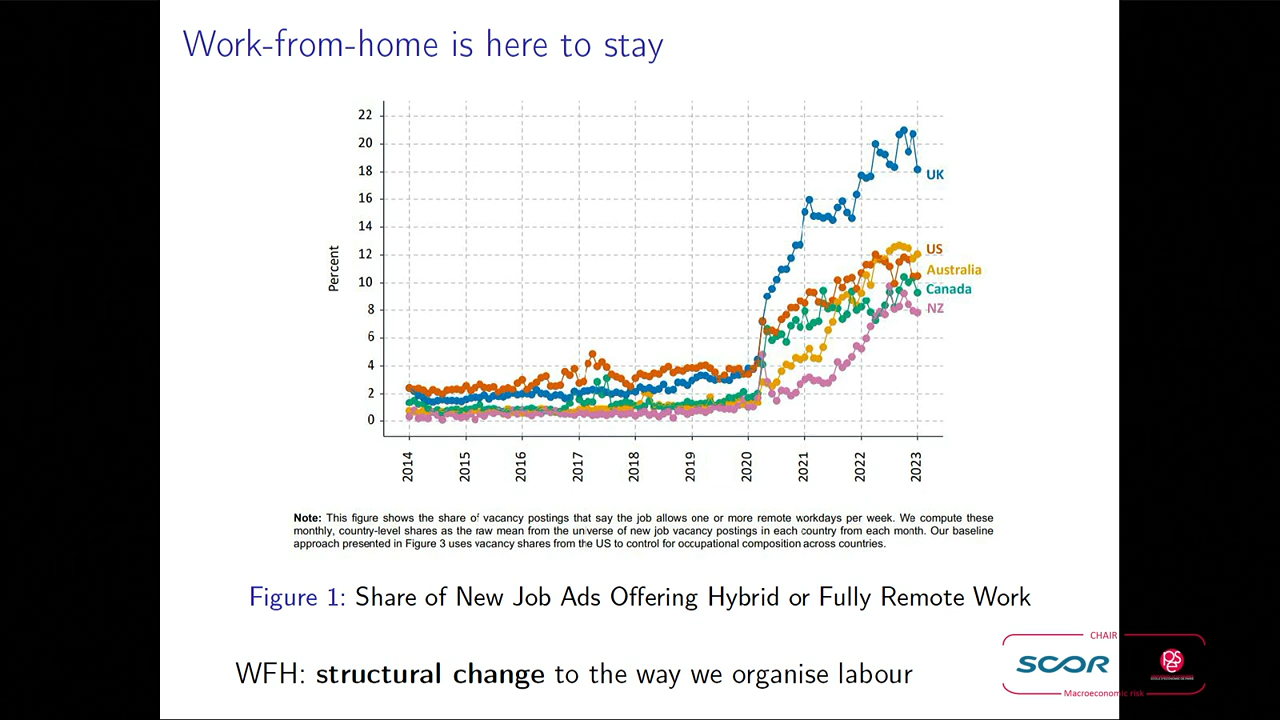 Work-from-home is here to stay
22
20
18
16
14
12
10
8
6
4
2
0
Percent
UK
US
Australia
Canada
NZ
2014
2015
2016
2017
2018
2019
2020
2021
2022
2023
Note: This figure shows the share of vacancy postings that say the job allows one or more remote workdays per week. We compute these
monthly, country-level shares as the raw mean from the universe of new job vacancy postings in each country from each month. Our baseline
approach presented in Figure 3 uses vacancy shares from the US to control for occupational composition across countries.
Figure 1: Share of New Job Ads Offering Hybrid or Fully Remote Work
WFH: structural change to the way we organise labour
CHAIR
SCOR
Macroeconomic risk